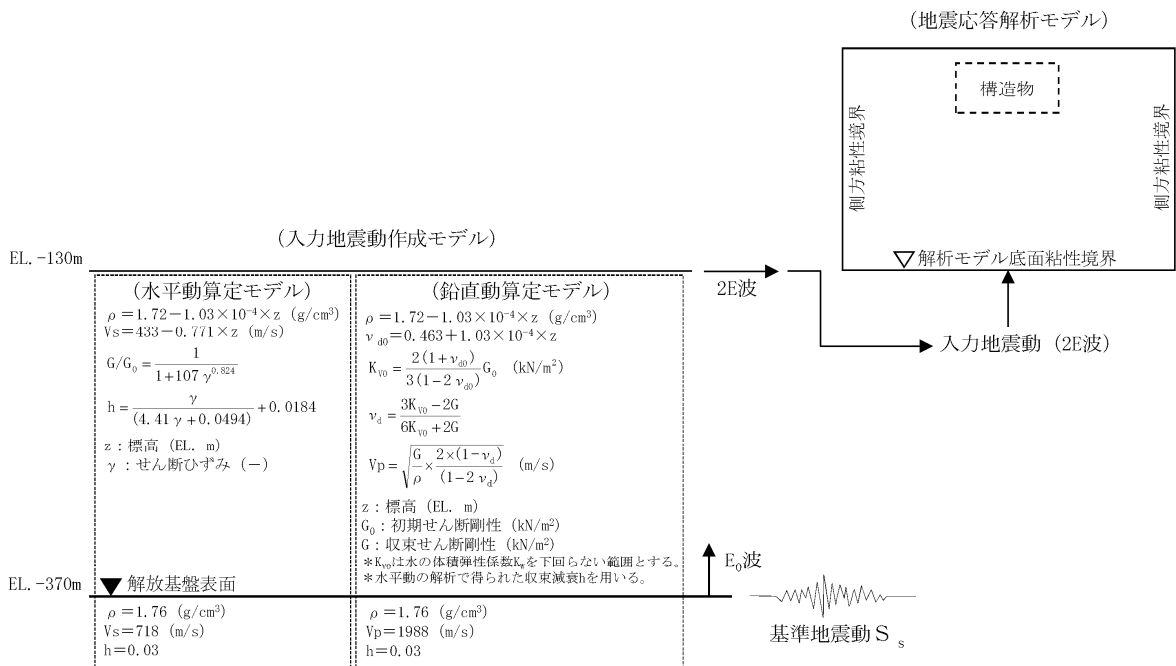 (地震応答解析モデル)
構造物
側方粘性境界
側方粘性境界
▽解析モデル底面粘性境界
(入力地震動作成モデル)
EL. -130m
2E波
入力地震動 (2E波)
(水平動算定モデル)
ρ=1.72-1.03×10⁻⁴×z (g/cm³)
Vs=433-0.771×z (m/s)
G/G₀=1/(1+107 γ^0.824)
h=γ/(4.41 γ+0.0494)+0.0184
z:標高 (EL. m)
γ:せん断ひずみ (-)
(鉛直動算定モデル)
ρ=1.72-1.03×10⁻⁴×z (g/cm³)
ν_d0=0.463+1.03×10⁻⁴×z
K_V0=2(1+ν_d0)/3(1-2 ν_d0) G₀ (kN/m²)
ν_d=(3K_V0-2G)/(6K_V0+2G)
Vp=√(G/ρ×2×(1-ν_d)/(1-2 ν_d)) (m/s)
z:標高 (EL. m)
G₀:初期せん断剛性 (kN/m²)
G:収束せん断剛性 (kN/m²)
*K_V0は水の体積弾性係数K_wを下回らない範囲とする。
*水平動の解析で得られた収束減衰hを用いる。
E₀波
EL. -370m
▼解放基盤表面
ρ=1.76 (g/cm³)
Vs=718 (m/s)
h=0.03
ρ=1.76 (g/cm³)
Vp=1988 (m/s)
h=0.03
基準地震動Ss